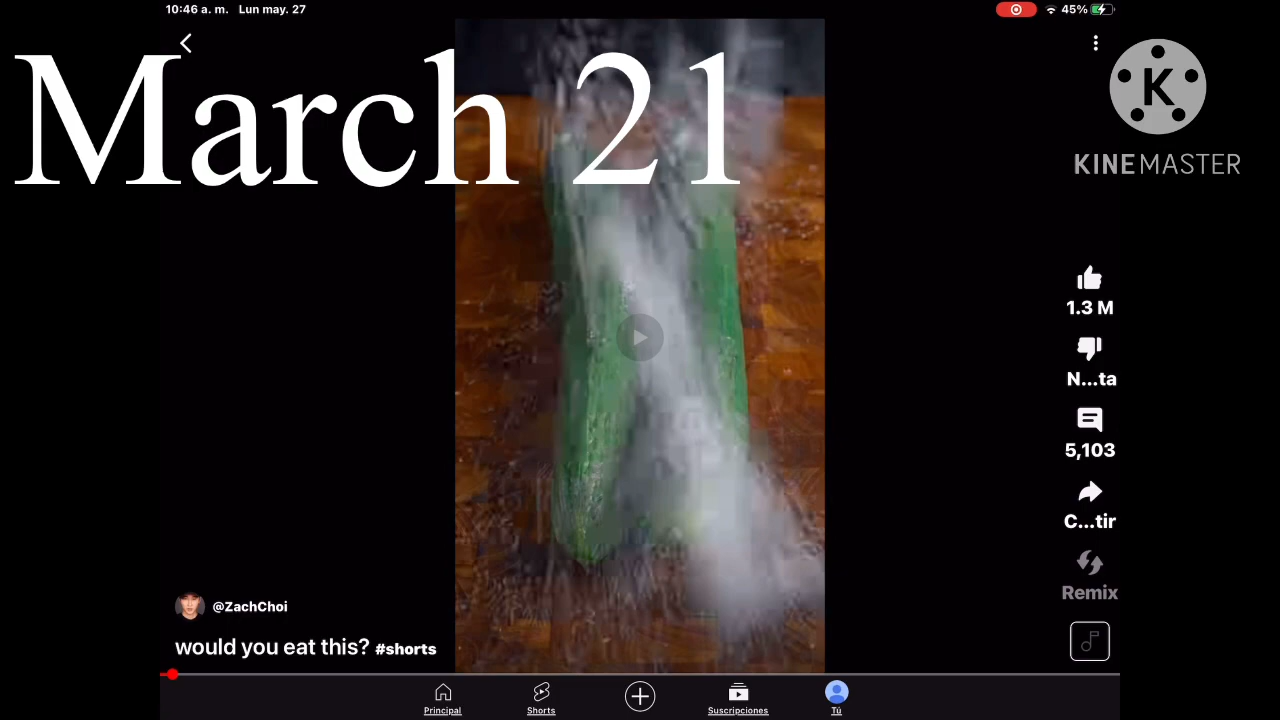 10:46 a. m. Lun may. 27
45%
March 21
K
KINEMASTER
1.3 M
N...ta
5,103
C...tir
Remix
@ZachChoi
would you eat this? #shorts
Principal
Shorts
Suscripciones
Tú